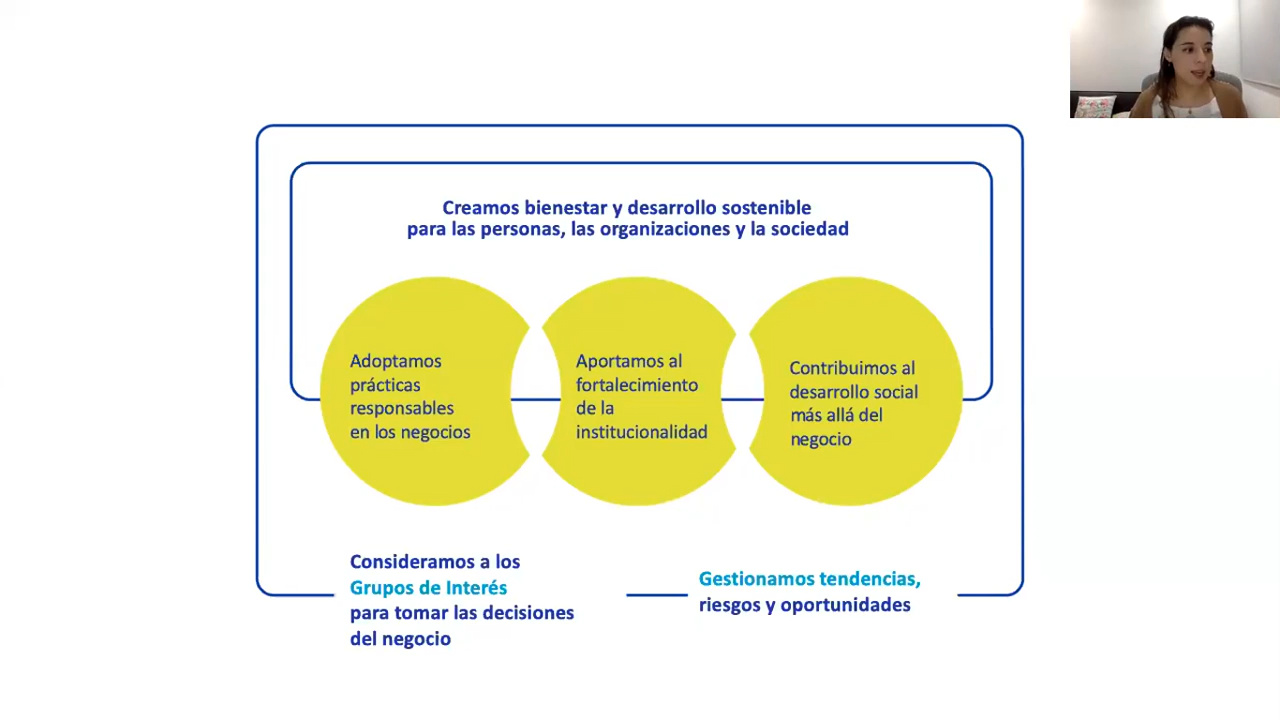 Creamos bienestar y desarrollo sostenible
para las personas, las organizaciones y la sociedad
Adoptamos
prácticas
responsables
en los negocios
Aportamos al
fortalecimiento
de la
institucionalidad
Contribuimos al
desarrollo social
más allá del
negocio
Consideramos a los
Grupos de Interés
para tomar las decisiones
del negocio
Gestionamos tendencias,
riesgos y oportunidades